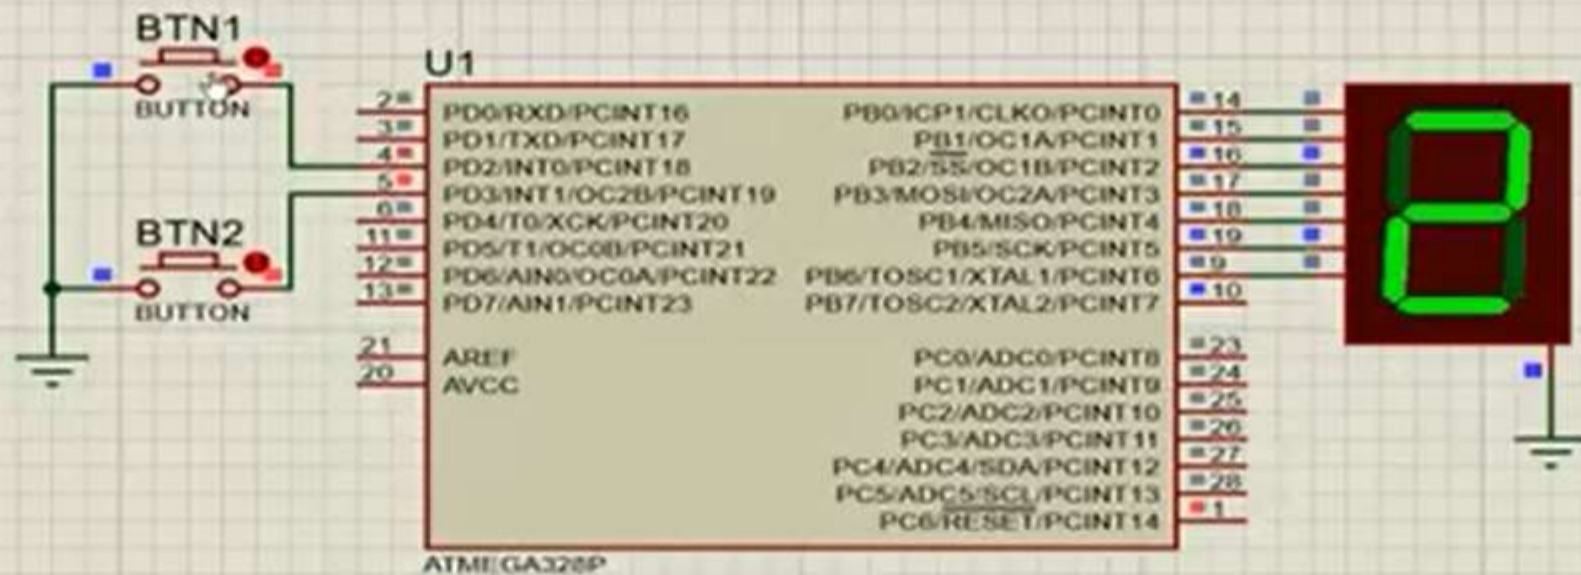 BTN1
BUTTON
BTN2
BUTTON
U1
2 PD0/RXD/PCINT16
3 PD1/TXD/PCINT17
4 PD2/INT0/PCINT18
5 PD3/INT1/OC2B/PCINT19
6 PD4/T0/XCK/PCINT20
11 PD5/T1/OC0B/PCINT21
12 PD6/AIN0/OC0A/PCINT22
13 PD7/AIN1/PCINT23
21 AREF
20 AVCC
PB0/ICP1/CLKO/PCINT0 14
PB1/OC1A/PCINT1 15
PB2/SS/OC1B/PCINT2 16
PB3/MOSI/OC2A/PCINT3 17
PB4/MISO/PCINT4 18
PB5/SCK/PCINT5 19
PB6/TOSC1/XTAL1/PCINT6 9
PB7/TOSC2/XTAL2/PCINT7 10
PC0/ADC0/PCINT8 23
PC1/ADC1/PCINT9 24
PC2/ADC2/PCINT10 25
PC3/ADC3/PCINT11 26
PC4/ADC4/SDA/PCINT12 27
PC5/ADC5/SCL/PCINT13 28
PC6/RESET/PCINT14 1
ATMEGA328P
2